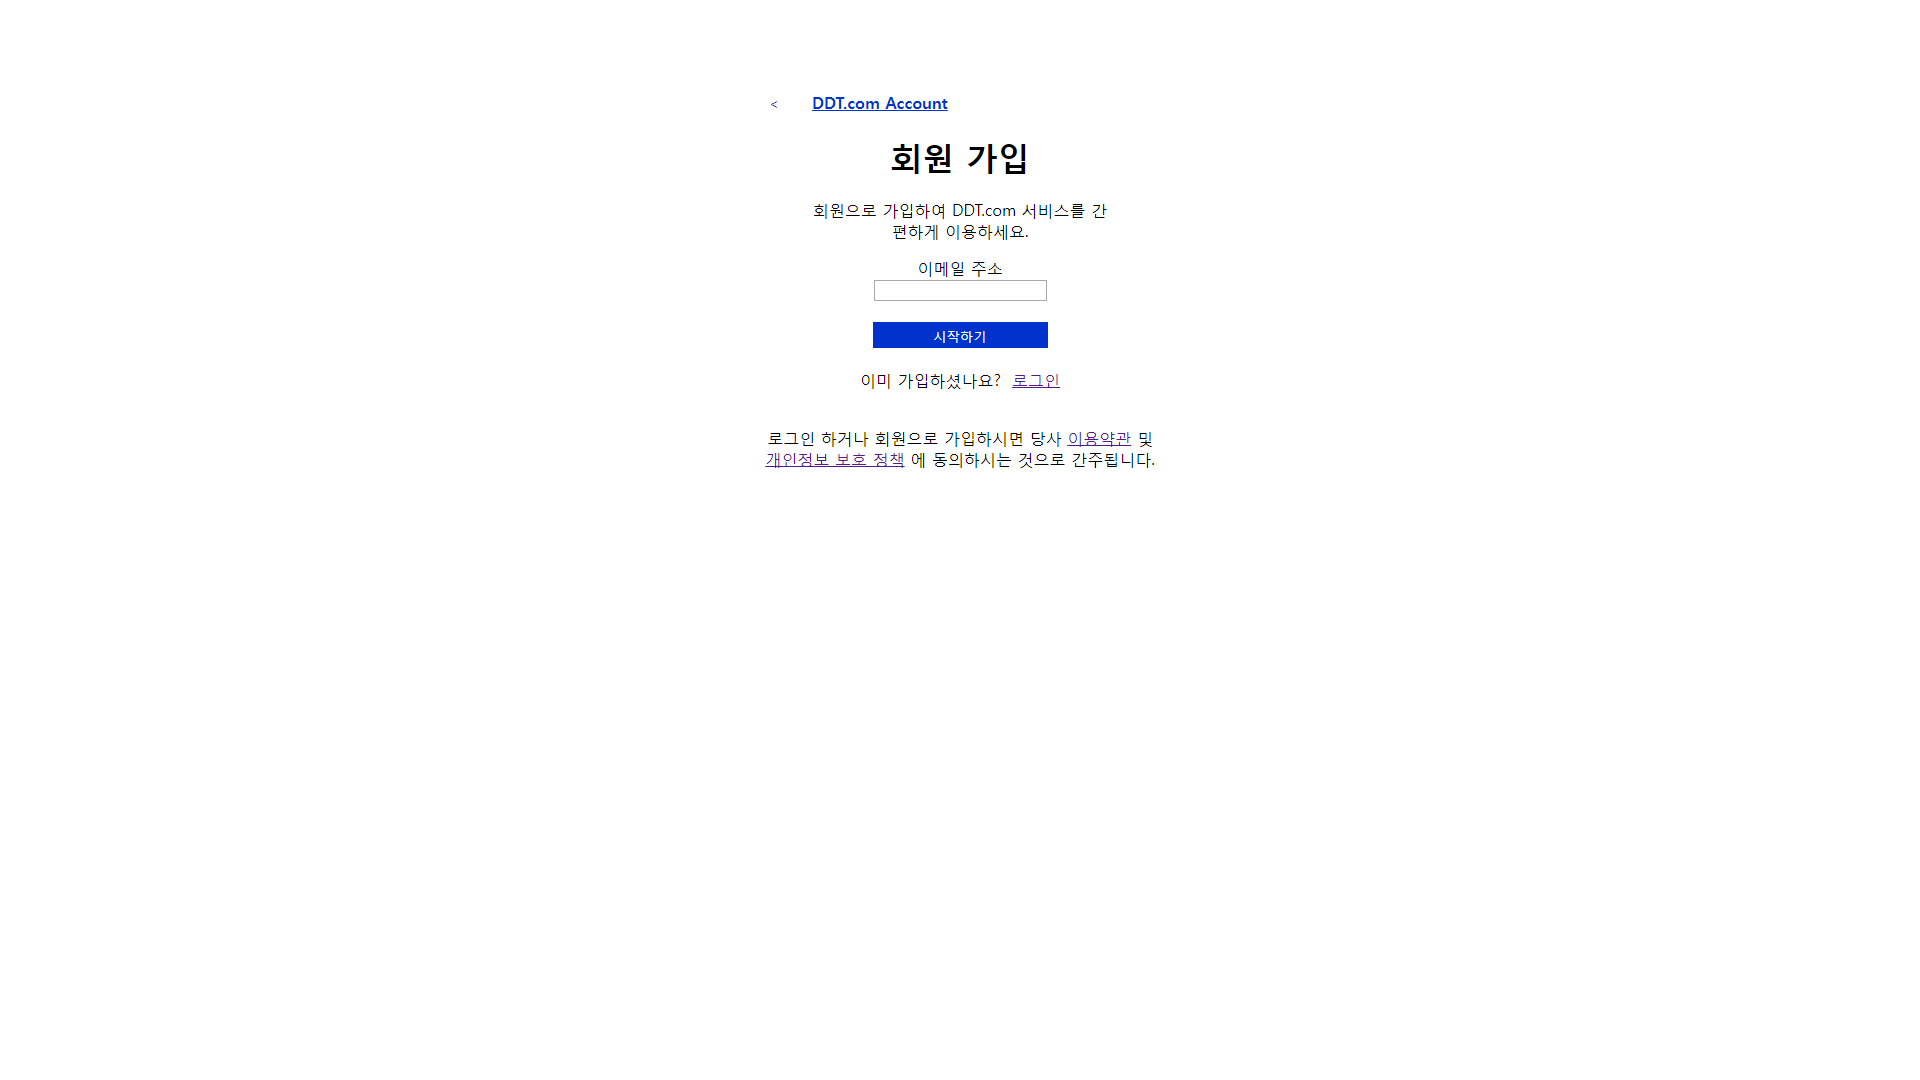 < DDT.com Account
회원 가입
회원으로 가입하여 DDT.com 서비스를 간
편하게 이용하세요.
이메일 주소
시작하기
이미 가입하셨나요? 로그인
로그인 하거나 회원으로 가입하시면 당사 이용약관 및
개인정보 보호 정책 에 동의하시는 것으로 간주됩니다.